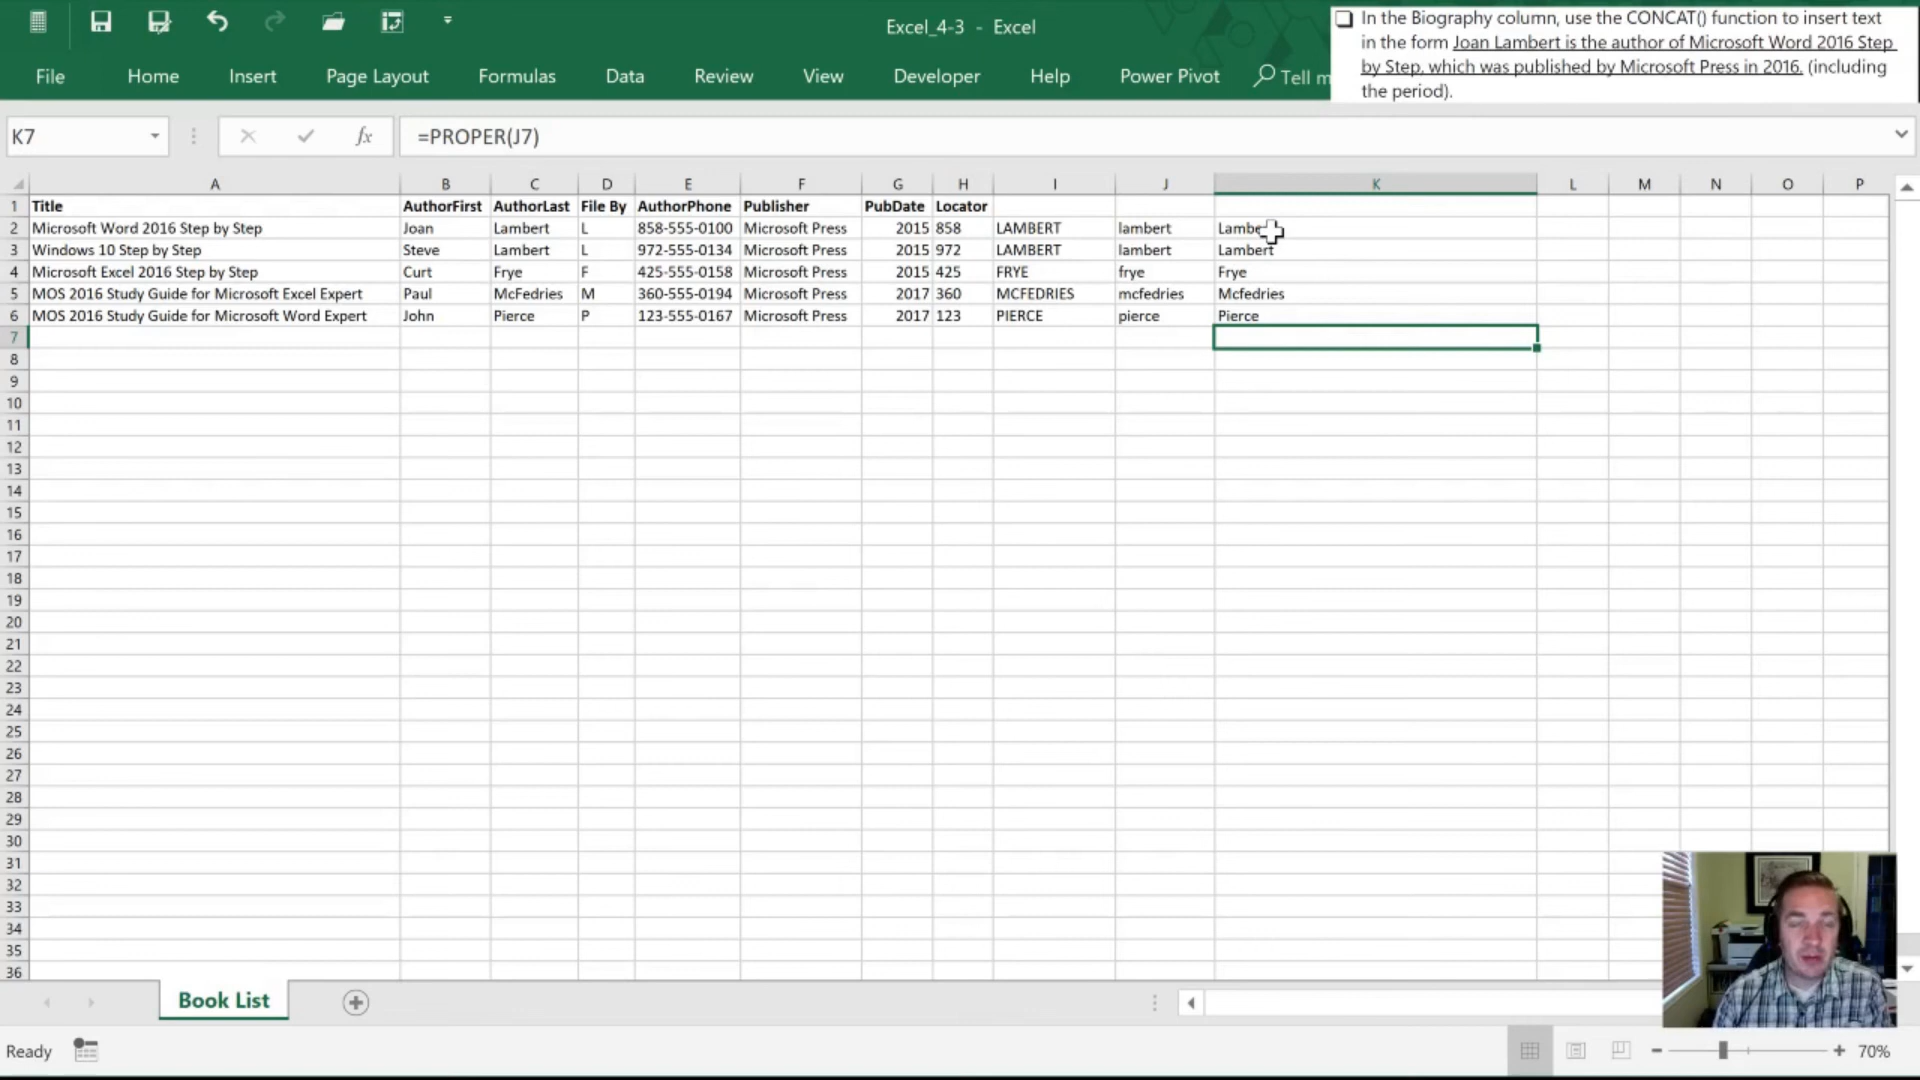 Excel_4-3 - Excel
In the Biography column, use the CONCAT() function to insert text
in the form Joan Lambert is the author of Microsoft Word 2016 Step
by Step, which was published by Microsoft Press in 2016. (including
the period).
File Home Insert Page Layout Formulas Data Review View Developer Help Power Pivot Tell m
K7 fx =PROPER(J7)
A B C D E F G H I J K L M N O P
1 Title AuthorFirst AuthorLast File By AuthorPhone Publisher PubDate Locator
2 Microsoft Word 2016 Step by Step Joan Lambert L 858-555-0100 Microsoft Press 2015 858 LAMBERT lambert
3 Windows 10 Step by Step Steve Lambert L 972-555-0134 Microsoft Press 2015 972 LAMBERT lambert Lambert
4 Microsoft Excel 2016 Step by Step Curt Frye F 425-555-0158 Microsoft Press 2015 425 FRYE frye Frye
5 MOS 2016 Study Guide for Microsoft Excel Expert Paul McFedries M 360-555-0194 Microsoft Press 2017 360 MCFEDRIES mcfedries Mcfedries
6 MOS 2016 Study Guide for Microsoft Word Expert John Pierce P 123-555-0167 Microsoft Press 2017 123 PIERCE pierce Pierce
7
8
9
10
11
12
13
14
15
16
17
18
19
20
21
22
23
24
25
26
27
28
29
30
31
32
33
34
35
36
Book List
Ready 70%